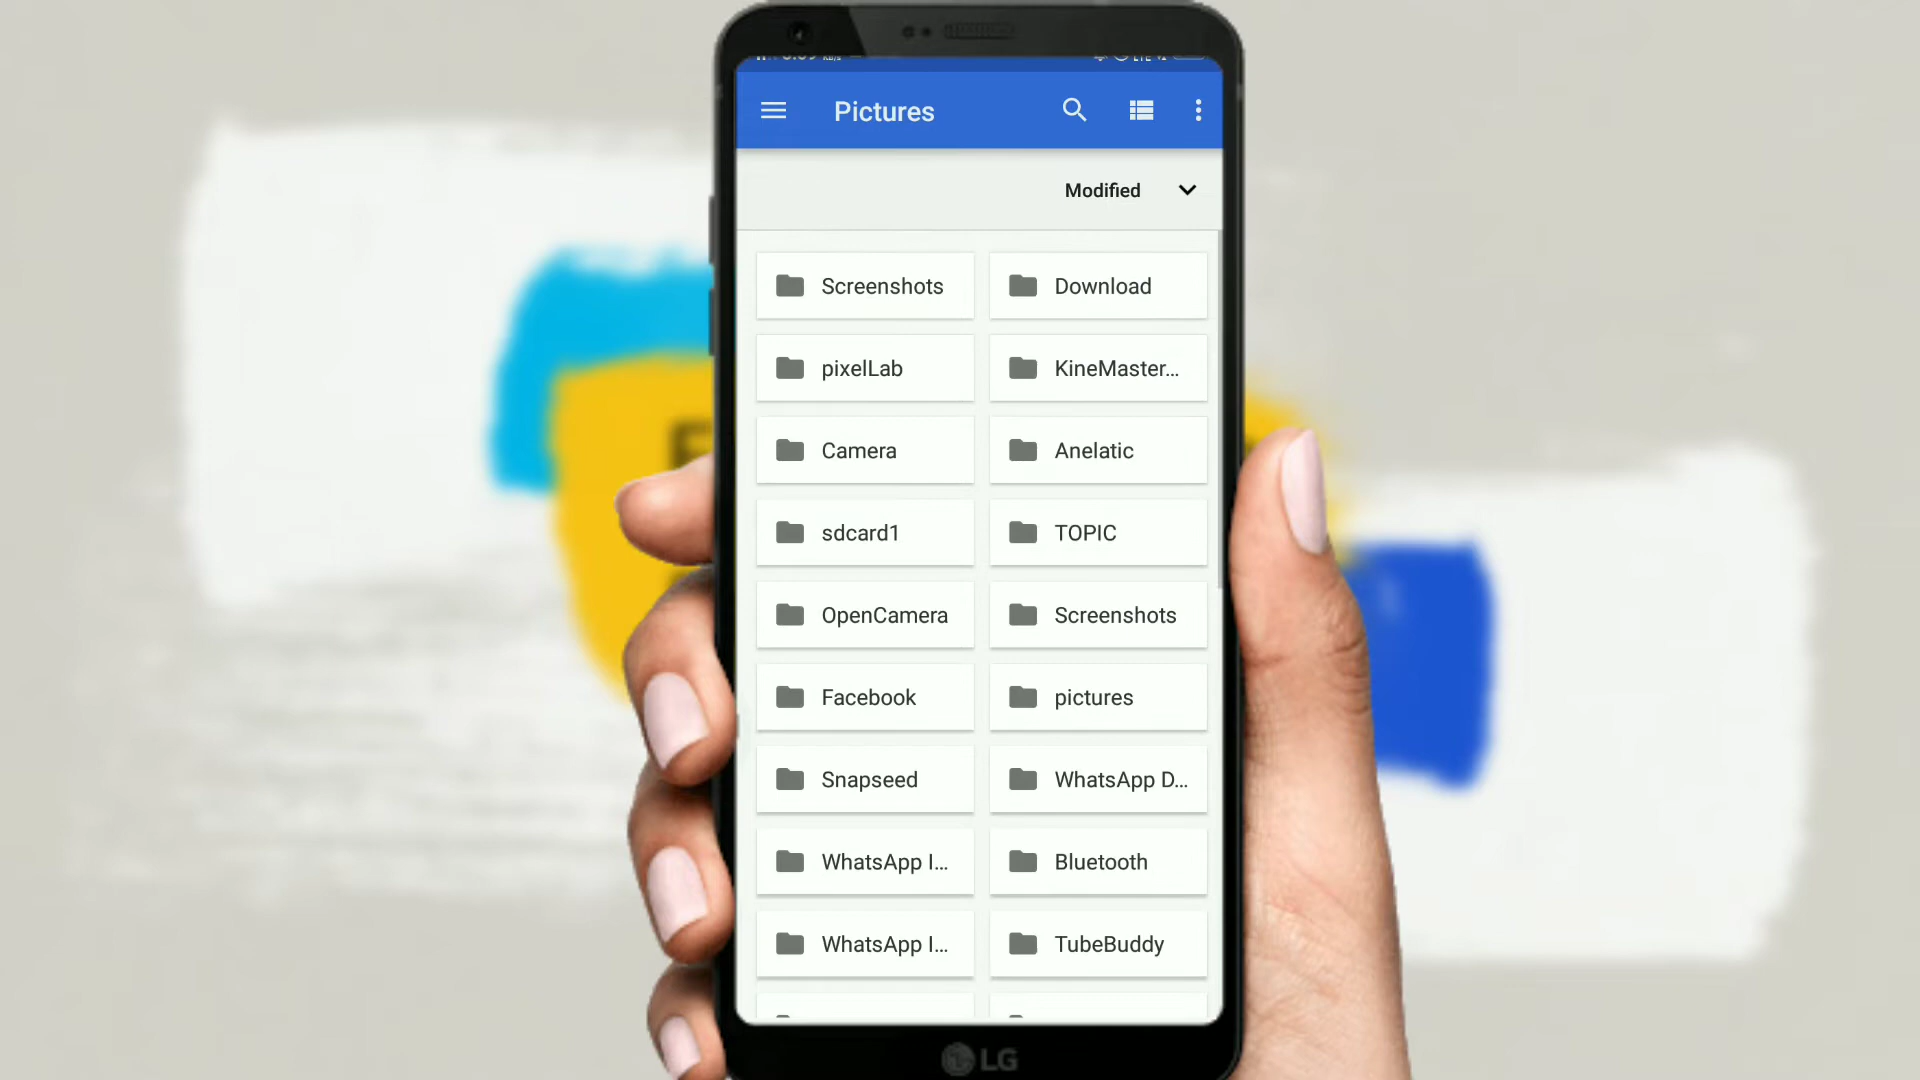 Pictures
Modified
Screenshots
Download
pixelLab
KineMaster...
Camera
Anelatic
sdcard1
TOPIC
OpenCamera
Screenshots
Facebook
pictures
Snapseed
WhatsApp D...
WhatsApp I...
Bluetooth
WhatsApp I...
TubeBuddy
LG